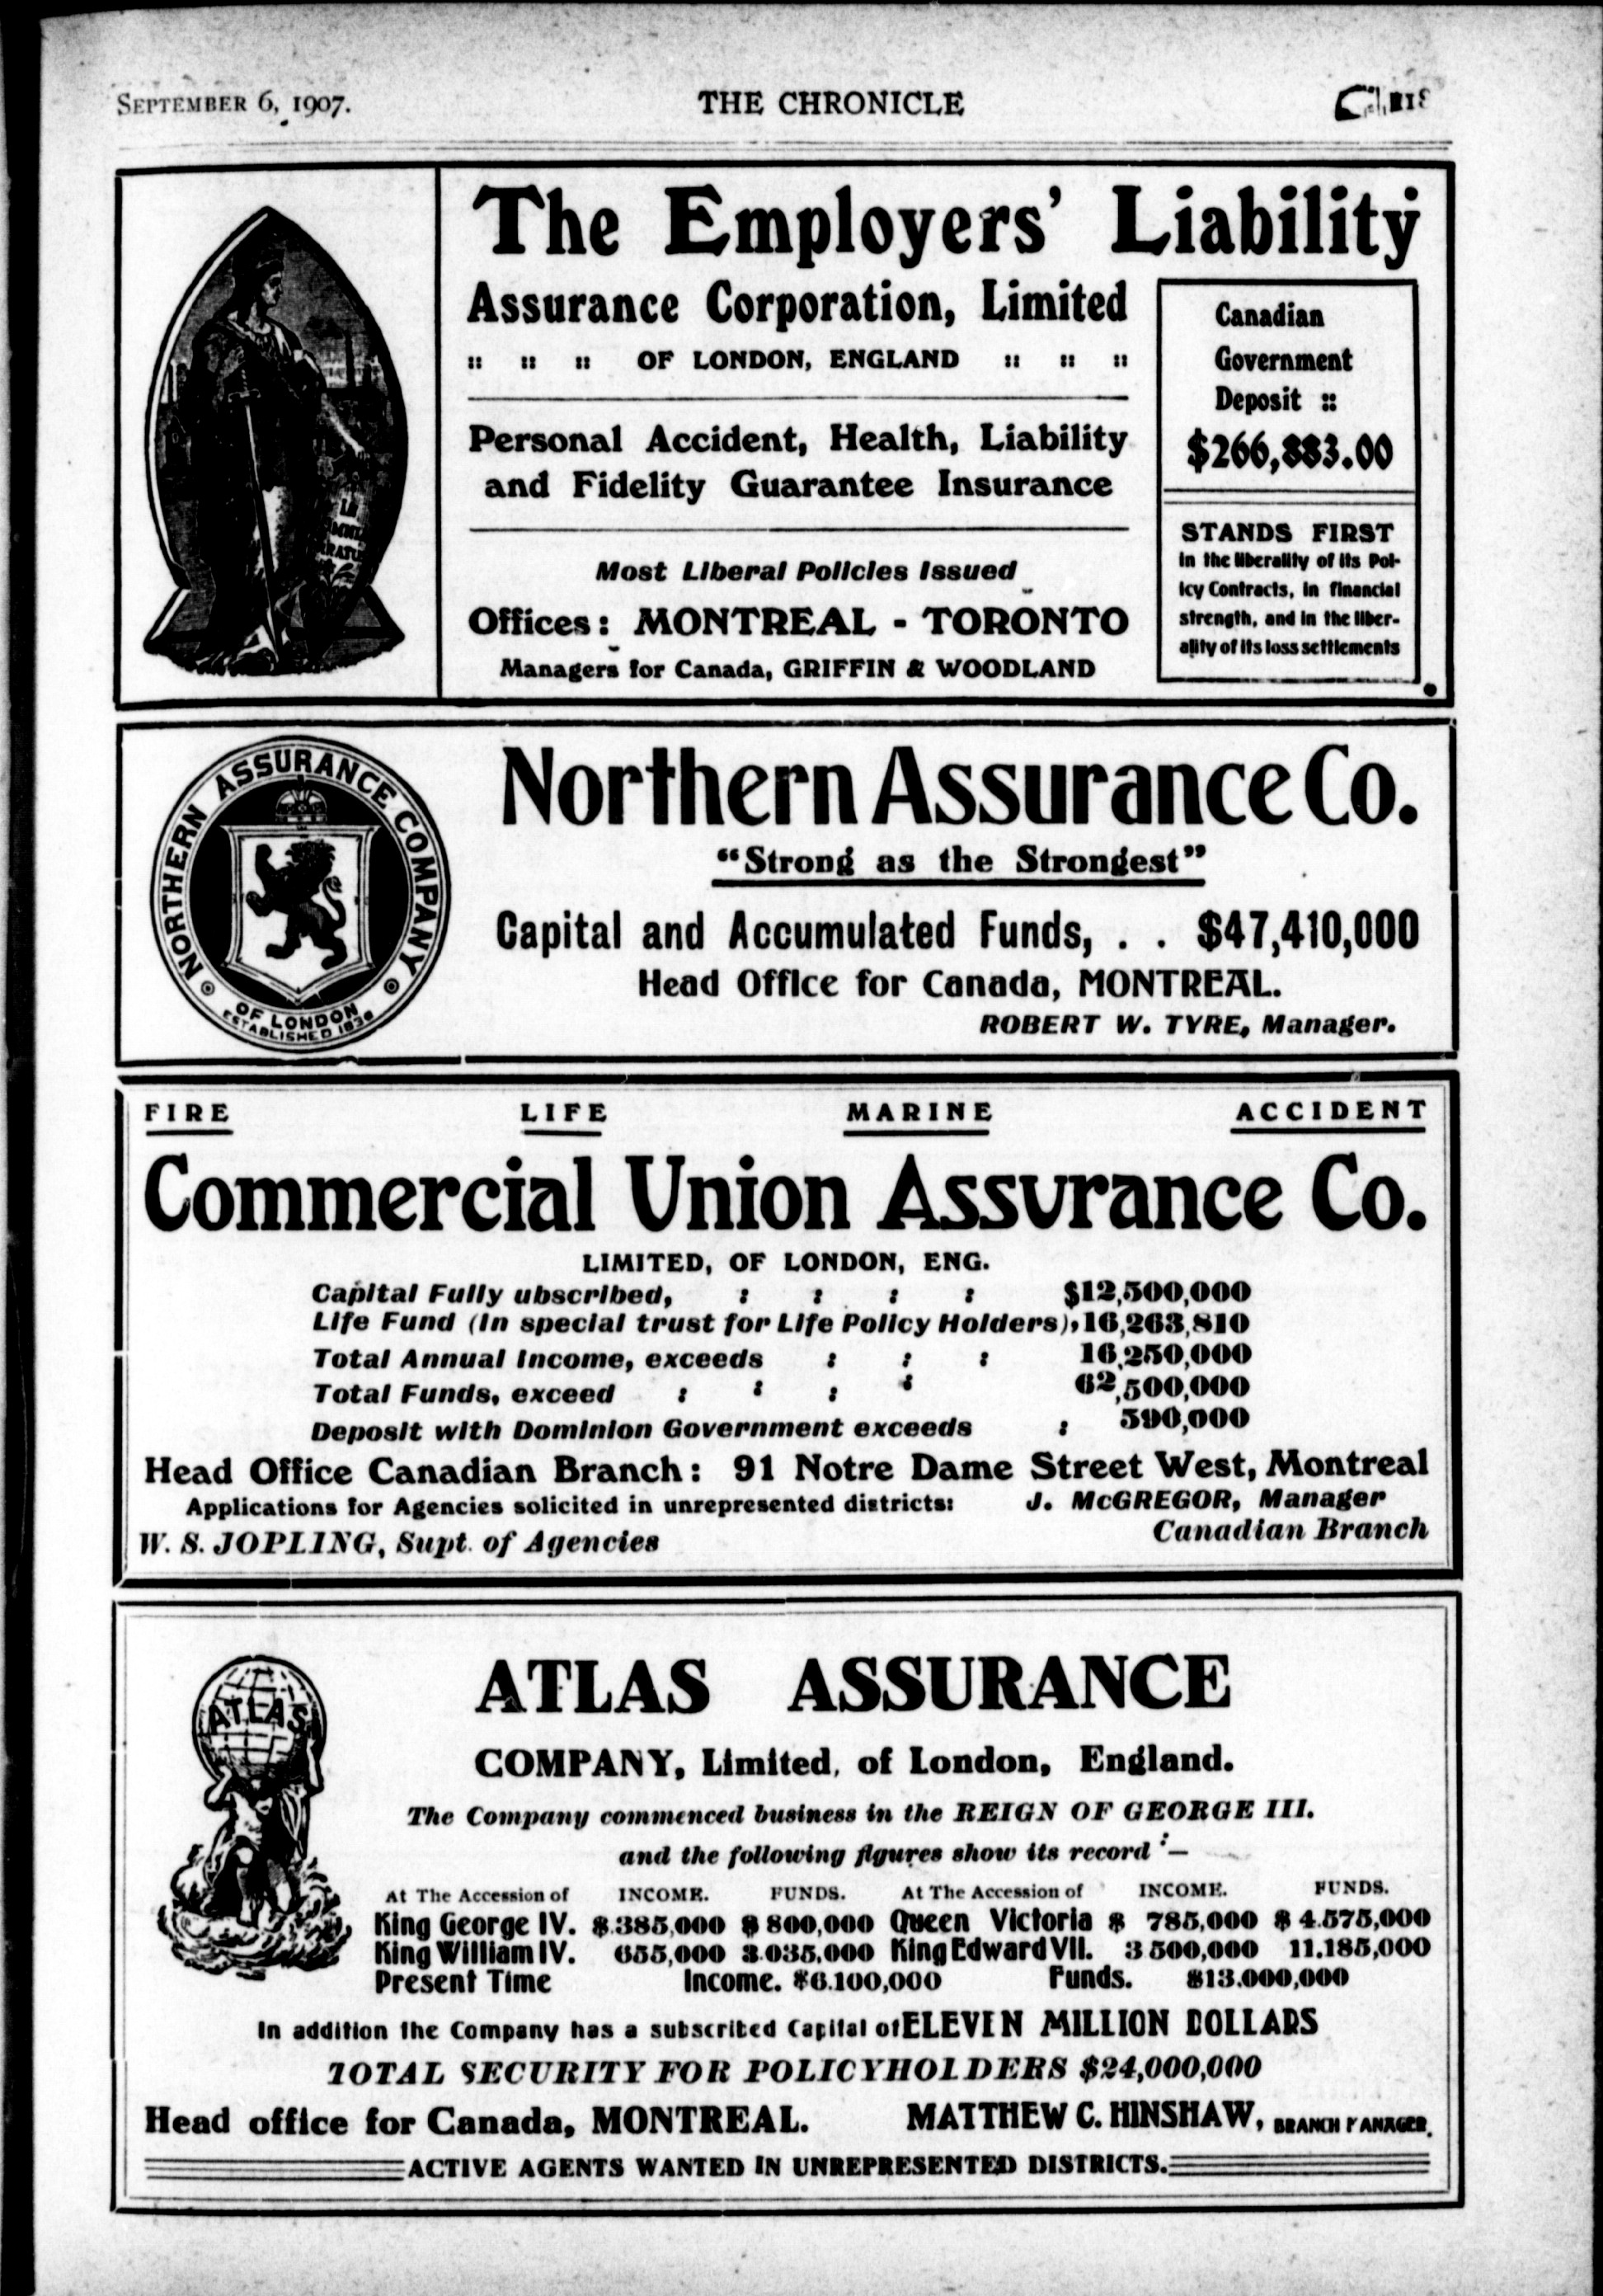 SEPTEMBER 6, 1907.
THE CHRONICLE
The Employers' Liability
Assurance Corporation, Limited
:: :: :: OF LONDON, ENGLAND :: :: ::
Personal Accident, Health, Liability
and Fidelity Guarantee Insurance
Most Liberal Policies Issued
Offices: MONTREAL - TORONTO
Managers for Canada, GRIFFIN & WOODLAND
Canadian
Government
Deposit ::
$266,883.00
STANDS FIRST
in the liberality of its Pol-
icy Contracts, in financial
strength, and in the liber-
ality of its loss settlements
NORTHERN ASSURANCE COMPANY
OF LONDON
ESTABLISHED 1836
Northern Assurance Co.
"Strong as the Strongest"
Capital and Accumulated Funds, . . $47,410,000
Head Office for Canada, MONTREAL.
ROBERT W. TYRE, Manager.
FIRE LIFE MARINE ACCIDENT
Commercial Union Assurance Co.
LIMITED, OF LONDON, ENG.
Capital Fully ubscribed, : : : : $12,500,000
Life Fund (In special trust for Life Policy Holders), 16,263,810
Total Annual Income, exceeds : : : 16,250,000
Total Funds, exceed : : : : 62,500,000
Deposit with Dominion Government exceeds : 590,000
Head Office Canadian Branch: 91 Notre Dame Street West, Montreal
Applications for Agencies solicited in unrepresented districts: J. McGREGOR, Manager
W. S. JOPLING, Supt. of Agencies Canadian Branch
ATLAS
ATLAS ASSURANCE
COMPANY, Limited, of London, England.
The Company commenced business in the REIGN OF GEORGE III.
and the following figures show its record :—
At The Accession of INCOME. FUNDS. At The Accession of INCOME. FUNDS.
King George IV. $.385,000 $ 800,000 Queen Victoria $ 785,000 $ 4.575,000
King William IV. 655,000 3.035,000 King Edward VII. 3 500,000 11.185,000
Present Time Income. $6.100,000 Funds. $13.000,000
In addition the Company has a subscribed Capital of ELEVEN MILLION DOLLARS
TOTAL SECURITY FOR POLICYHOLDERS $24,000,000
Head office for Canada, MONTREAL. MATTHEW C. HINSHAW, BRANCH MANAGER.
ACTIVE AGENTS WANTED IN UNREPRESENTED DISTRICTS.